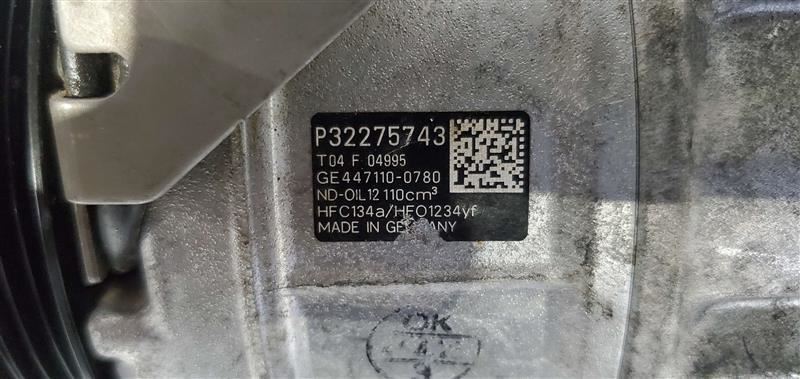 P32275743
T04 F 04995
GE447110-0780
ND-OIL12 110cm³
HFC134a/HFO1234yf
MADE IN GERMANY
OK